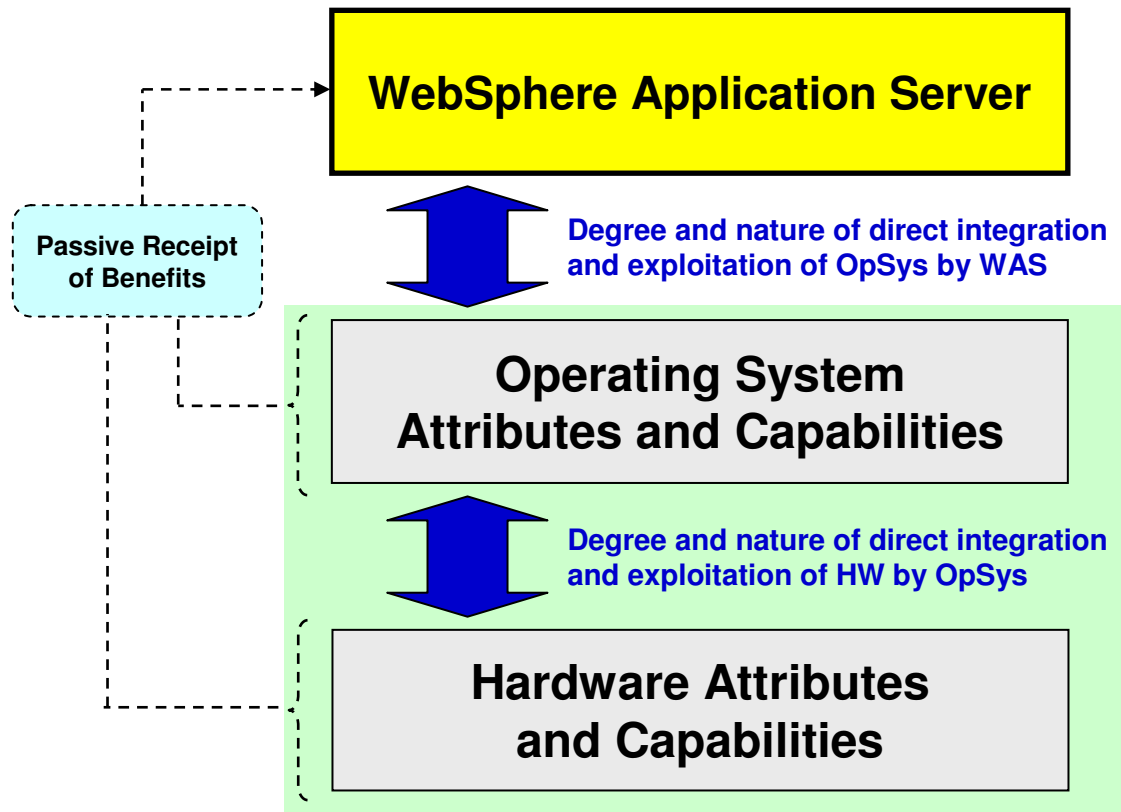 WebSphere Application Server
Passive Receipt
of Benefits
Degree and nature of direct integration
and exploitation of OpSys by WAS
Operating System
Attributes and Capabilities
Degree and nature of direct integration
and exploitation of HW by OpSys
Hardware Attributes
and Capabilities